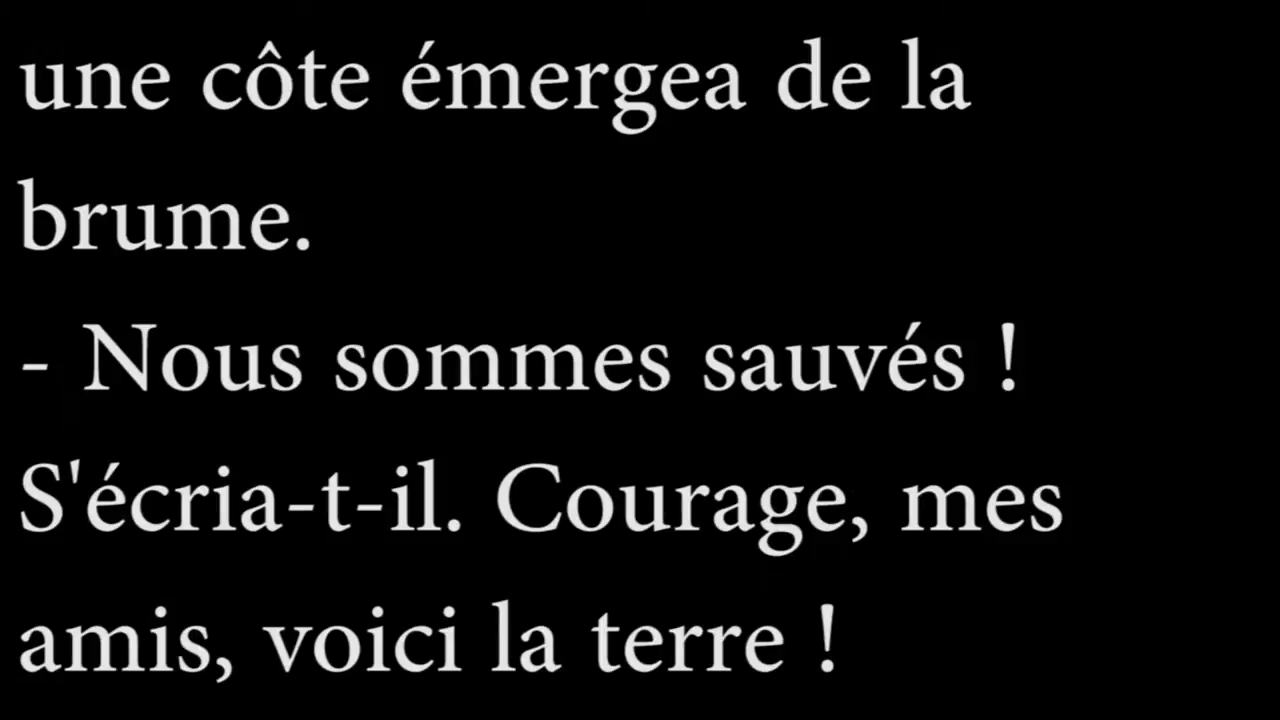 une côte émergea de la
brume.
- Nous sommes sauvés !
S'écria-t-il. Courage, mes
amis, voici la terre !